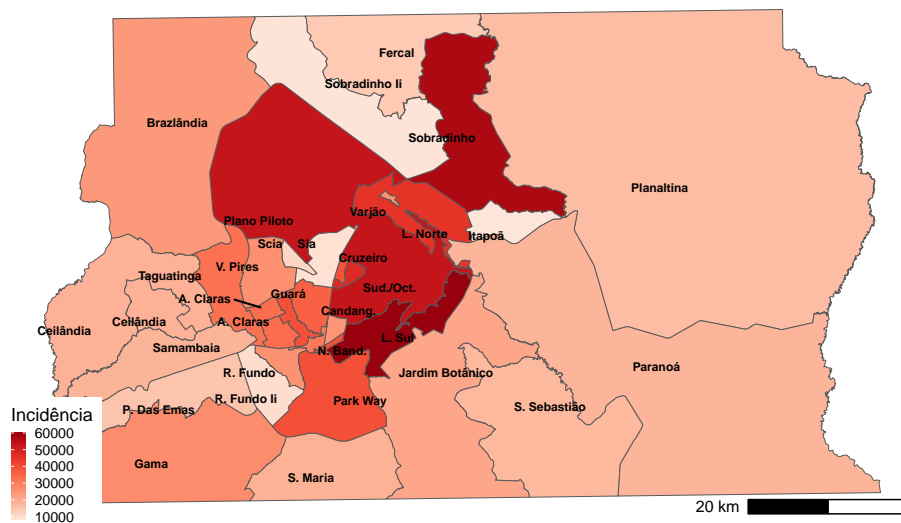 Fercal
Sobradinho Ii
Brazlândia
Sobradinho
Planaltina
Plano Piloto
Varjão
L. Norte
Itapoã
Scia
Sia
Cruzeiro
Taguatinga
V. Pires
Sud./Oct.
A. Claras
Guará
Candang.
Ceilândia
Ceilândia
A. Claras
L. Sul
Samambaia
N. Band.
R. Fundo
Jardim Botânico
Paranoá
R. Fundo Ii
Park Way
P. Das Emas
S. Sebastião
Gama
S. Maria
Incidência
60000
50000
40000
30000
20000
10000
20 km